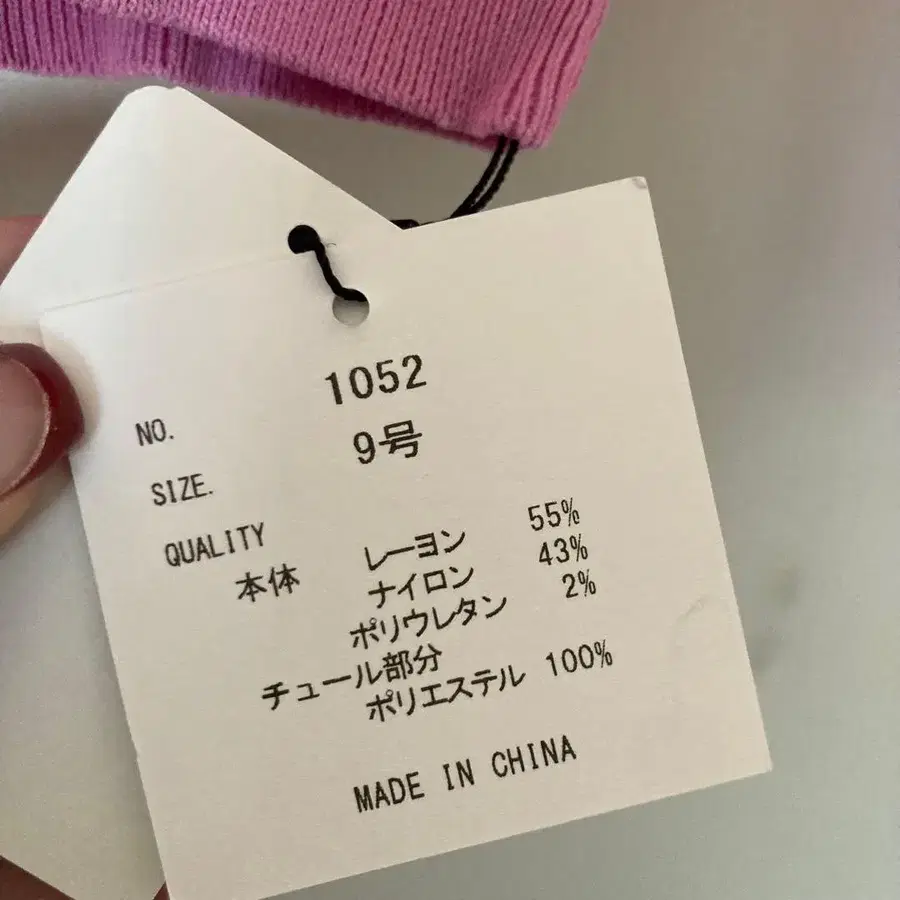 NO. 1052
SIZE. 9号
QUALITY
本体 レーヨン 55%
ナイロン 43%
ポリウレタン 2%
チュール部分
ポリエステル 100%
MADE IN CHINA